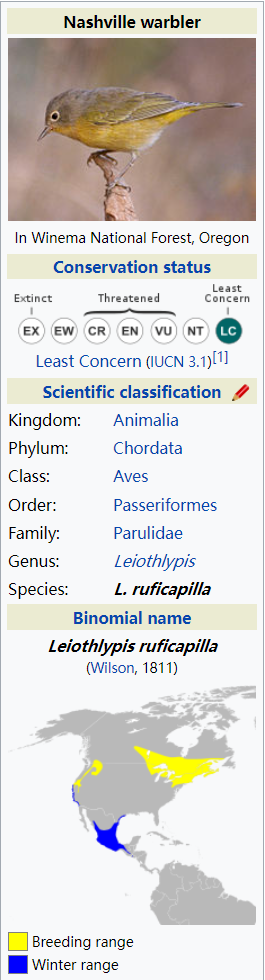 Nashville warbler
In Winema National Forest, Oregon
Conservation status
Extinct
Threatened
Least
Concern
EX EW CR EN VU NT LC
Least Concern (IUCN 3.1)[1]
Scientific classification
Kingdom: Animalia
Phylum: Chordata
Class: Aves
Order: Passeriformes
Family: Parulidae
Genus: Leiothlypis
Species: L. ruficapilla
Binomial name
Leiothlypis ruficapilla
(Wilson, 1811)
Breeding range
Winter range